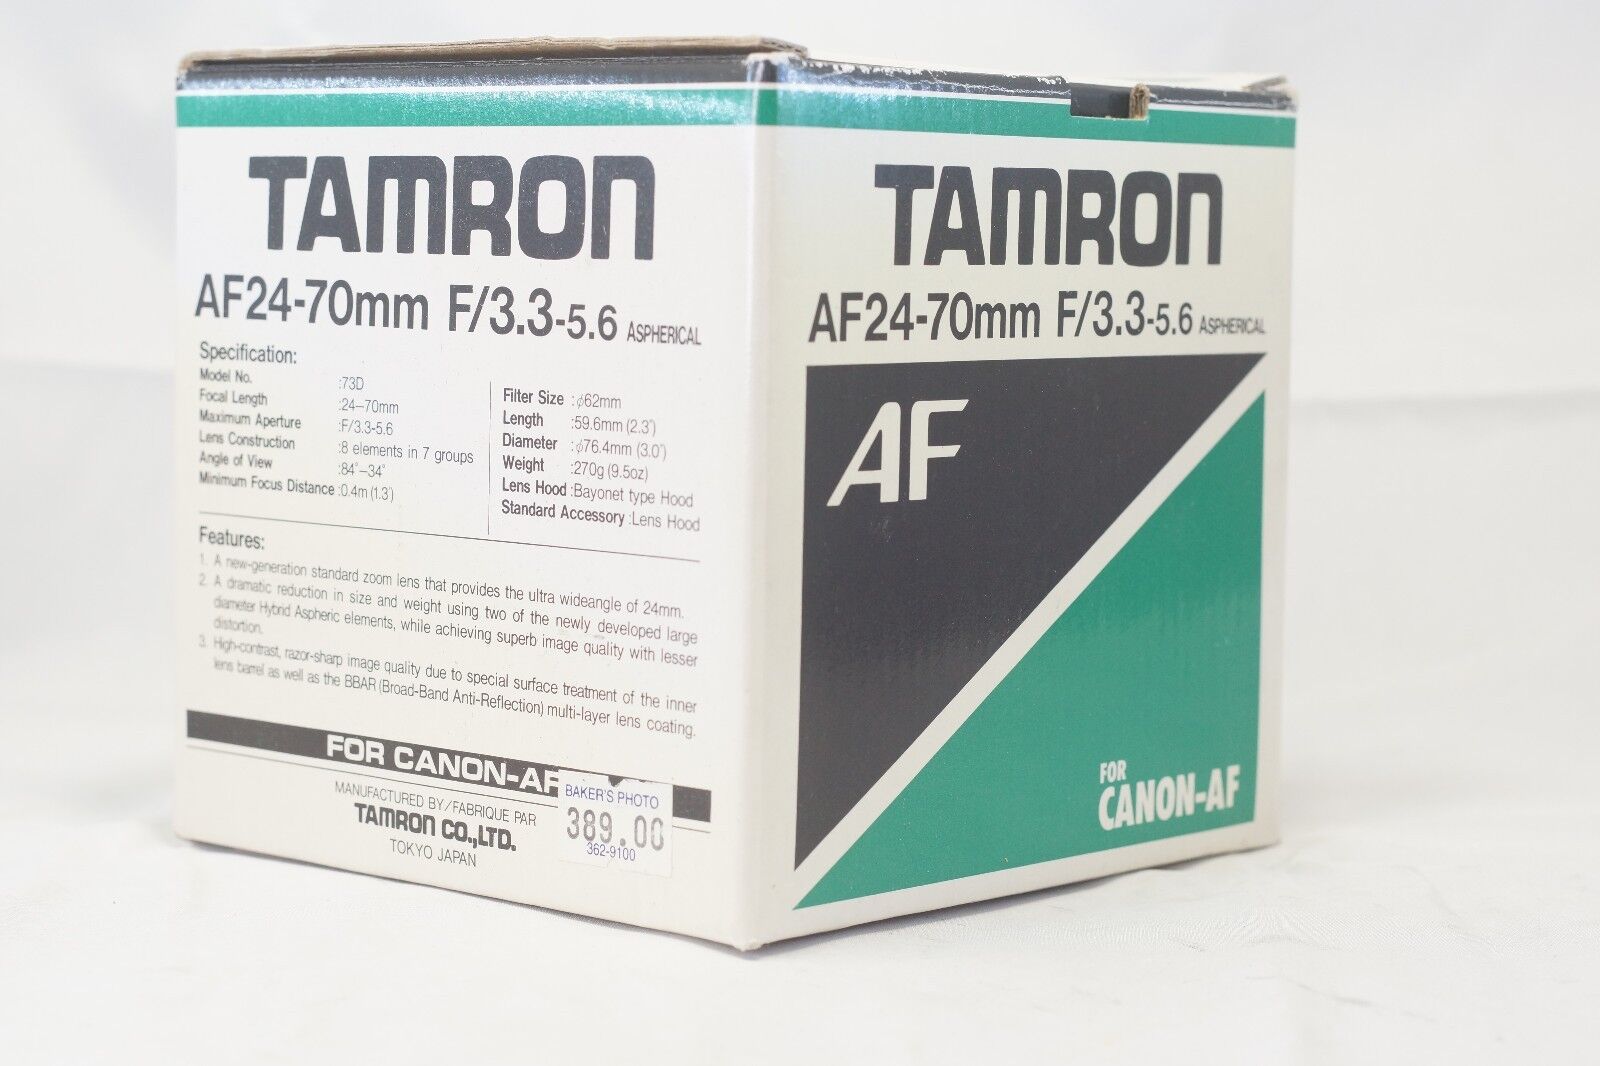 TAMRON
AF24-70mm F/3.3-5.6 ASPHERICAL
Specification:
Model No. :73D
Focal Length :24–70mm
Maximum Aperture :F/3.3-5.6
Lens Construction :8 elements in 7 groups
Angle of View :84°–34°
Minimum Focus Distance :0.4m (1.3')
Filter Size :φ62mm
Length :59.6mm (2.3")
Diameter :φ76.4mm (3.0")
Weight :270g (9.5oz)
Lens Hood :Bayonet type Hood
Standard Accessory :Lens Hood
Features:
1. A new-generation standard zoom lens that provides the ultra wideangle of 24mm.
2. A dramatic reduction in size and weight using two of the newly developed large
diameter Hybrid Aspheric elements, while achieving superb image quality with lesser
distortion.
3. High-contrast, razor-sharp image quality due to special surface treatment of the inner
lens barrel as well as the BBAR (Broad-Band Anti-Reflection) multi-layer lens coating.
FOR CANON-AF
MANUFACTURED BY/FABRIQUE PAR
TAMRON CO.,LTD.
TOKYO JAPAN
BAKER'S PHOTO
389.00
362-9100
TAMRON
AF24-70mm F/3.3-5.6 ASPHERICAL
AF
FOR
CANON-AF